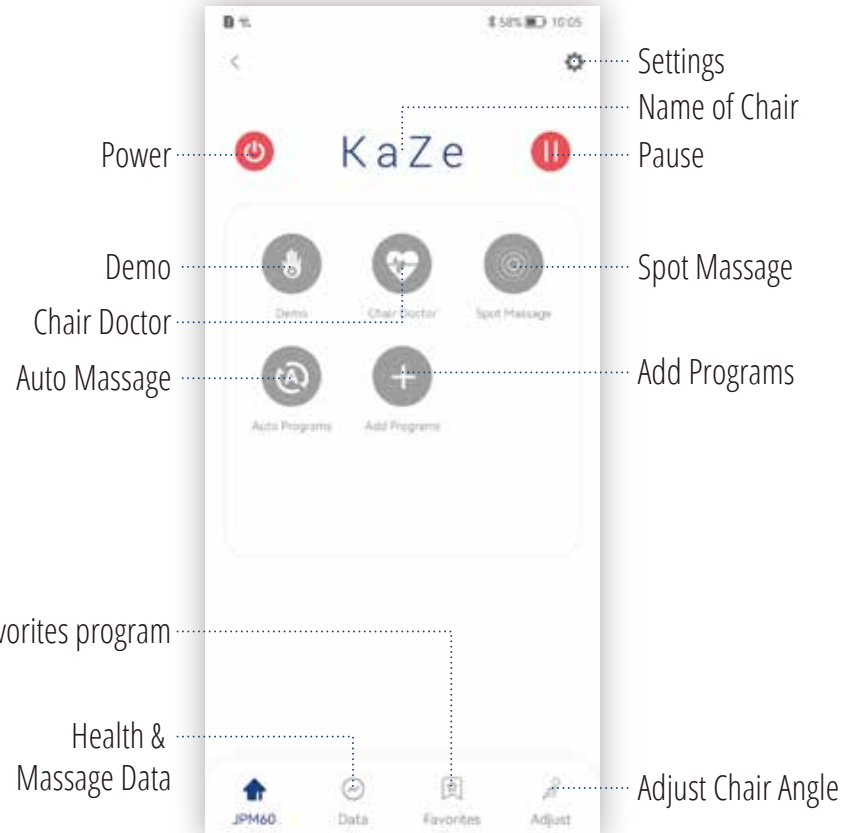 58% 10:05
Settings
Name of Chair
Power
KaZe
Pause
Demo
Spot Massage
Chair Doctor
Demo
Chair Doctor
Spot Massage
Auto Massage
Add Programs
Auto Programs
Add Programs
vorites program
Health &
Massage Data
Adjust Chair Angle
JPM60
Data
Favorites
Adjust